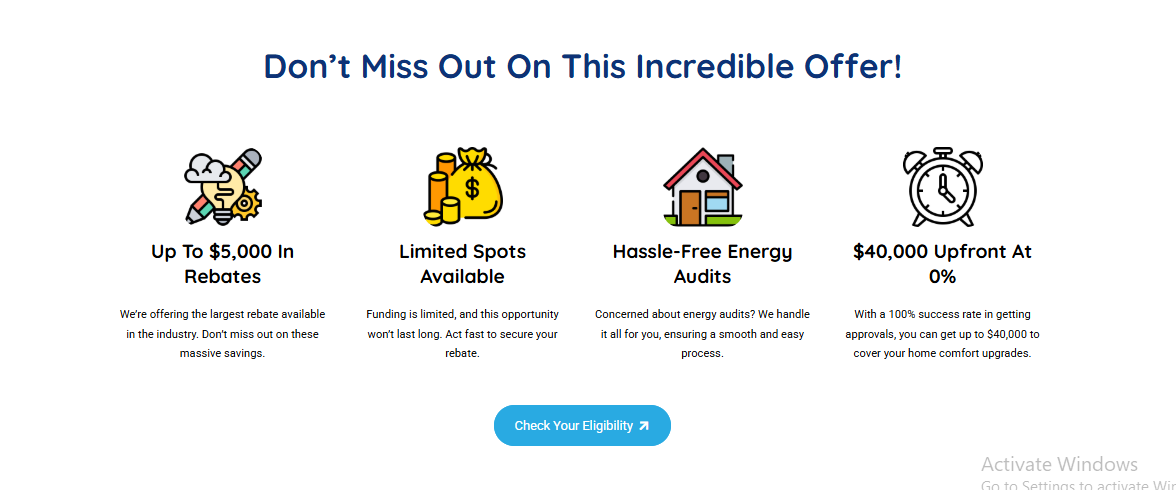 Don't Miss Out On This Incredible Offer!
Up To $5,000 In
Rebates
We're offering the largest rebate available
in the industry. Don't miss out on these
massive savings.
Limited Spots
Available
Funding is limited, and this opportunity
won't last long. Act fast to secure your
rebate.
Hassle-Free Energy
Audits
Concerned about energy audits? We handle
it all for you, ensuring a smooth and easy
process.
$40,000 Upfront At
0%
With a 100% success rate in getting
approvals, you can get up to $40,000 to
cover your home comfort upgrades.
Check Your Eligibility
Activate Windows
Go to Settings to activate Win